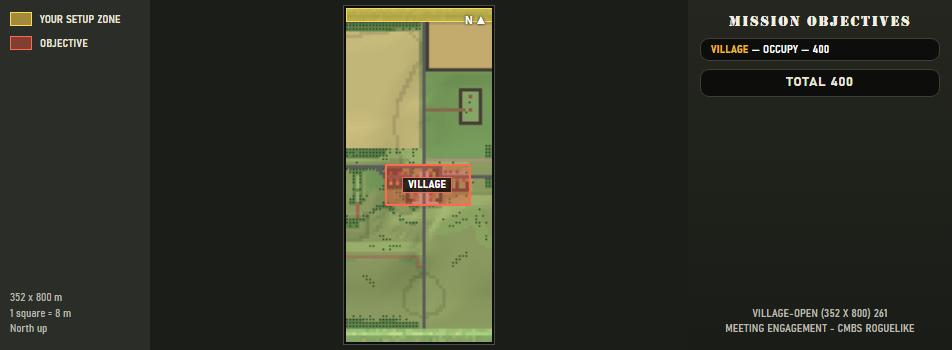 YOUR SETUP ZONE
OBJECTIVE
352 x 800 m
1 square = 8 m
North up
N ▲
VILLAGE
MISSION OBJECTIVES
VILLAGE — OCCUPY — 400
TOTAL 400
VILLAGE-OPEN (352 X 800) 261
MEETING ENGAGEMENT - CMBS ROGUELIKE